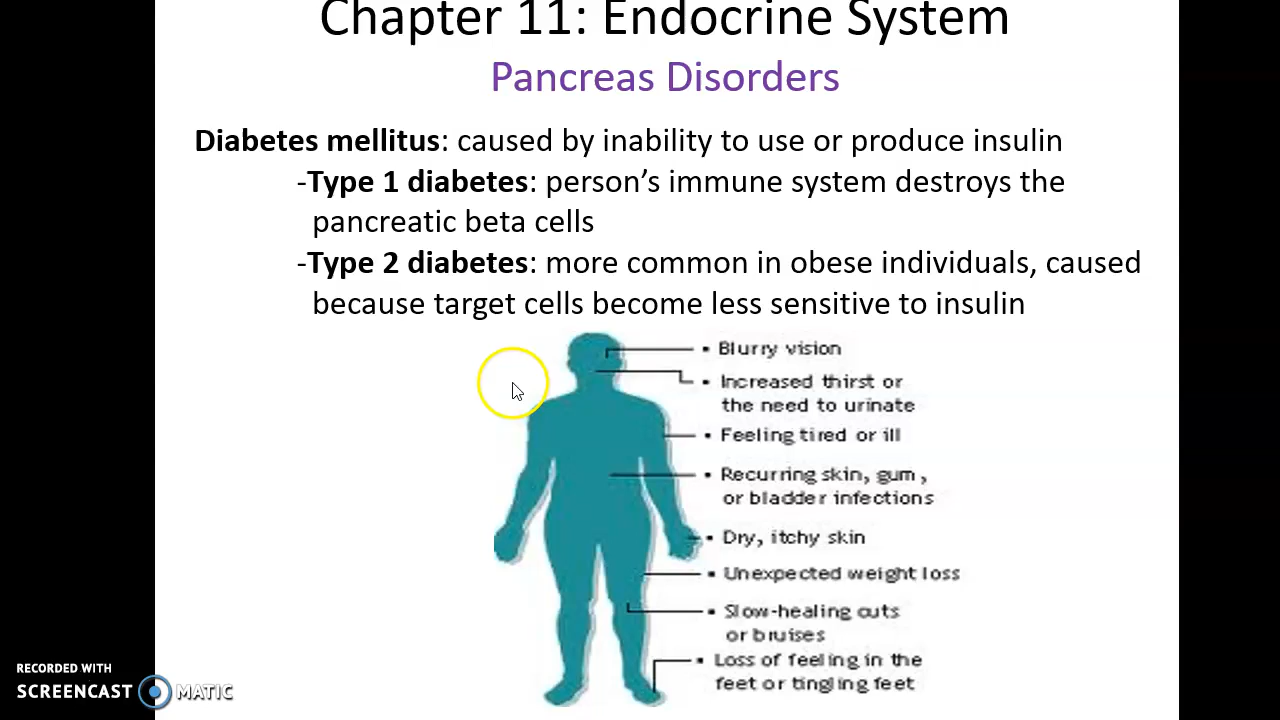 Chapter 11: Endocrine System
Pancreas Disorders
Diabetes mellitus: caused by inability to use or produce insulin
-Type 1 diabetes: person’s immune system destroys the
pancreatic beta cells
-Type 2 diabetes: more common in obese individuals, caused
because target cells become less sensitive to insulin
▪ Blurry vision
▪ Increased thirst or
the need to urinate
▪ Feeling tired or ill
▪ Recurring skin, gum,
or bladder infections
▪ Dry, itchy skin
▪ Unexpected weight loss
▪ Slow-healing cuts
or bruises
▪ Loss of feeling in the
feet or tingling feet
RECORDED WITH
SCREENCAST MATIC